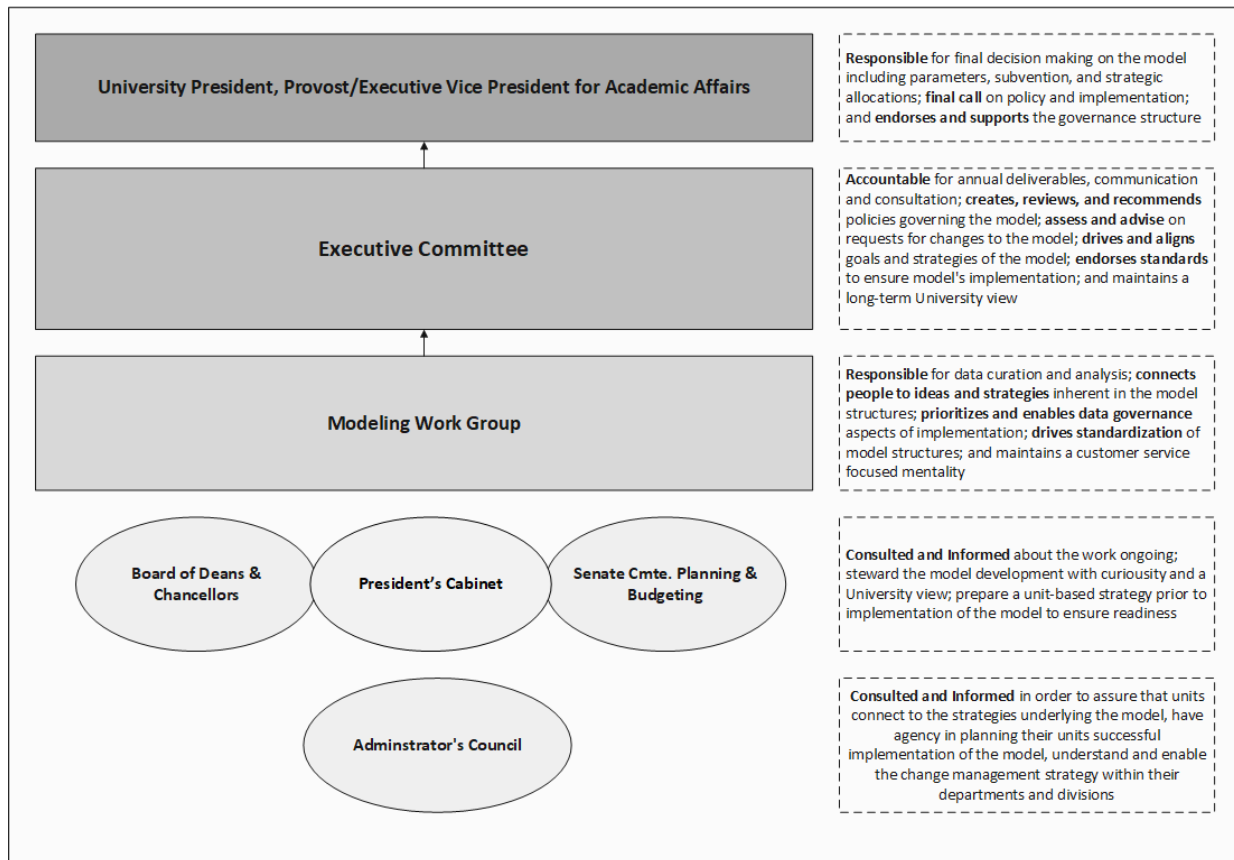 University President, Provost/Executive Vice President for Academic Affairs
Responsible for final decision making on the model
including parameters, subvention, and strategic
allocations; final call on policy and implementation;
and endorses and supports the governance structure
Executive Committee
Accountable for annual deliverables, communication
and consultation; creates, reviews, and recommends
policies governing the model; assess and advise on
requests for changes to the model; drives and aligns
goals and strategies of the model; endorses standards
to ensure model's implementation; and maintains a
long-term University view
Modeling Work Group
Responsible for data curation and analysis; connects
people to ideas and strategies inherent in the model
structures; prioritizes and enables data governance
aspects of implementation; drives standardization of
model structures; and maintains a customer service
focused mentality
Board of Deans &
Chancellors
President's Cabinet
Senate Cmte. Planning &
Budgeting
Consulted and Informed about the work ongoing;
steward the model development with curiousity and a
University view; prepare a unit-based strategy prior to
implementation of the model to ensure readiness
Adminstrator's Council
Consulted and Informed in order to assure that units
connect to the strategies underlying the model, have
agency in planning their units successful
implementation of the model, understand and enable
the change management strategy within their
departments and divisions